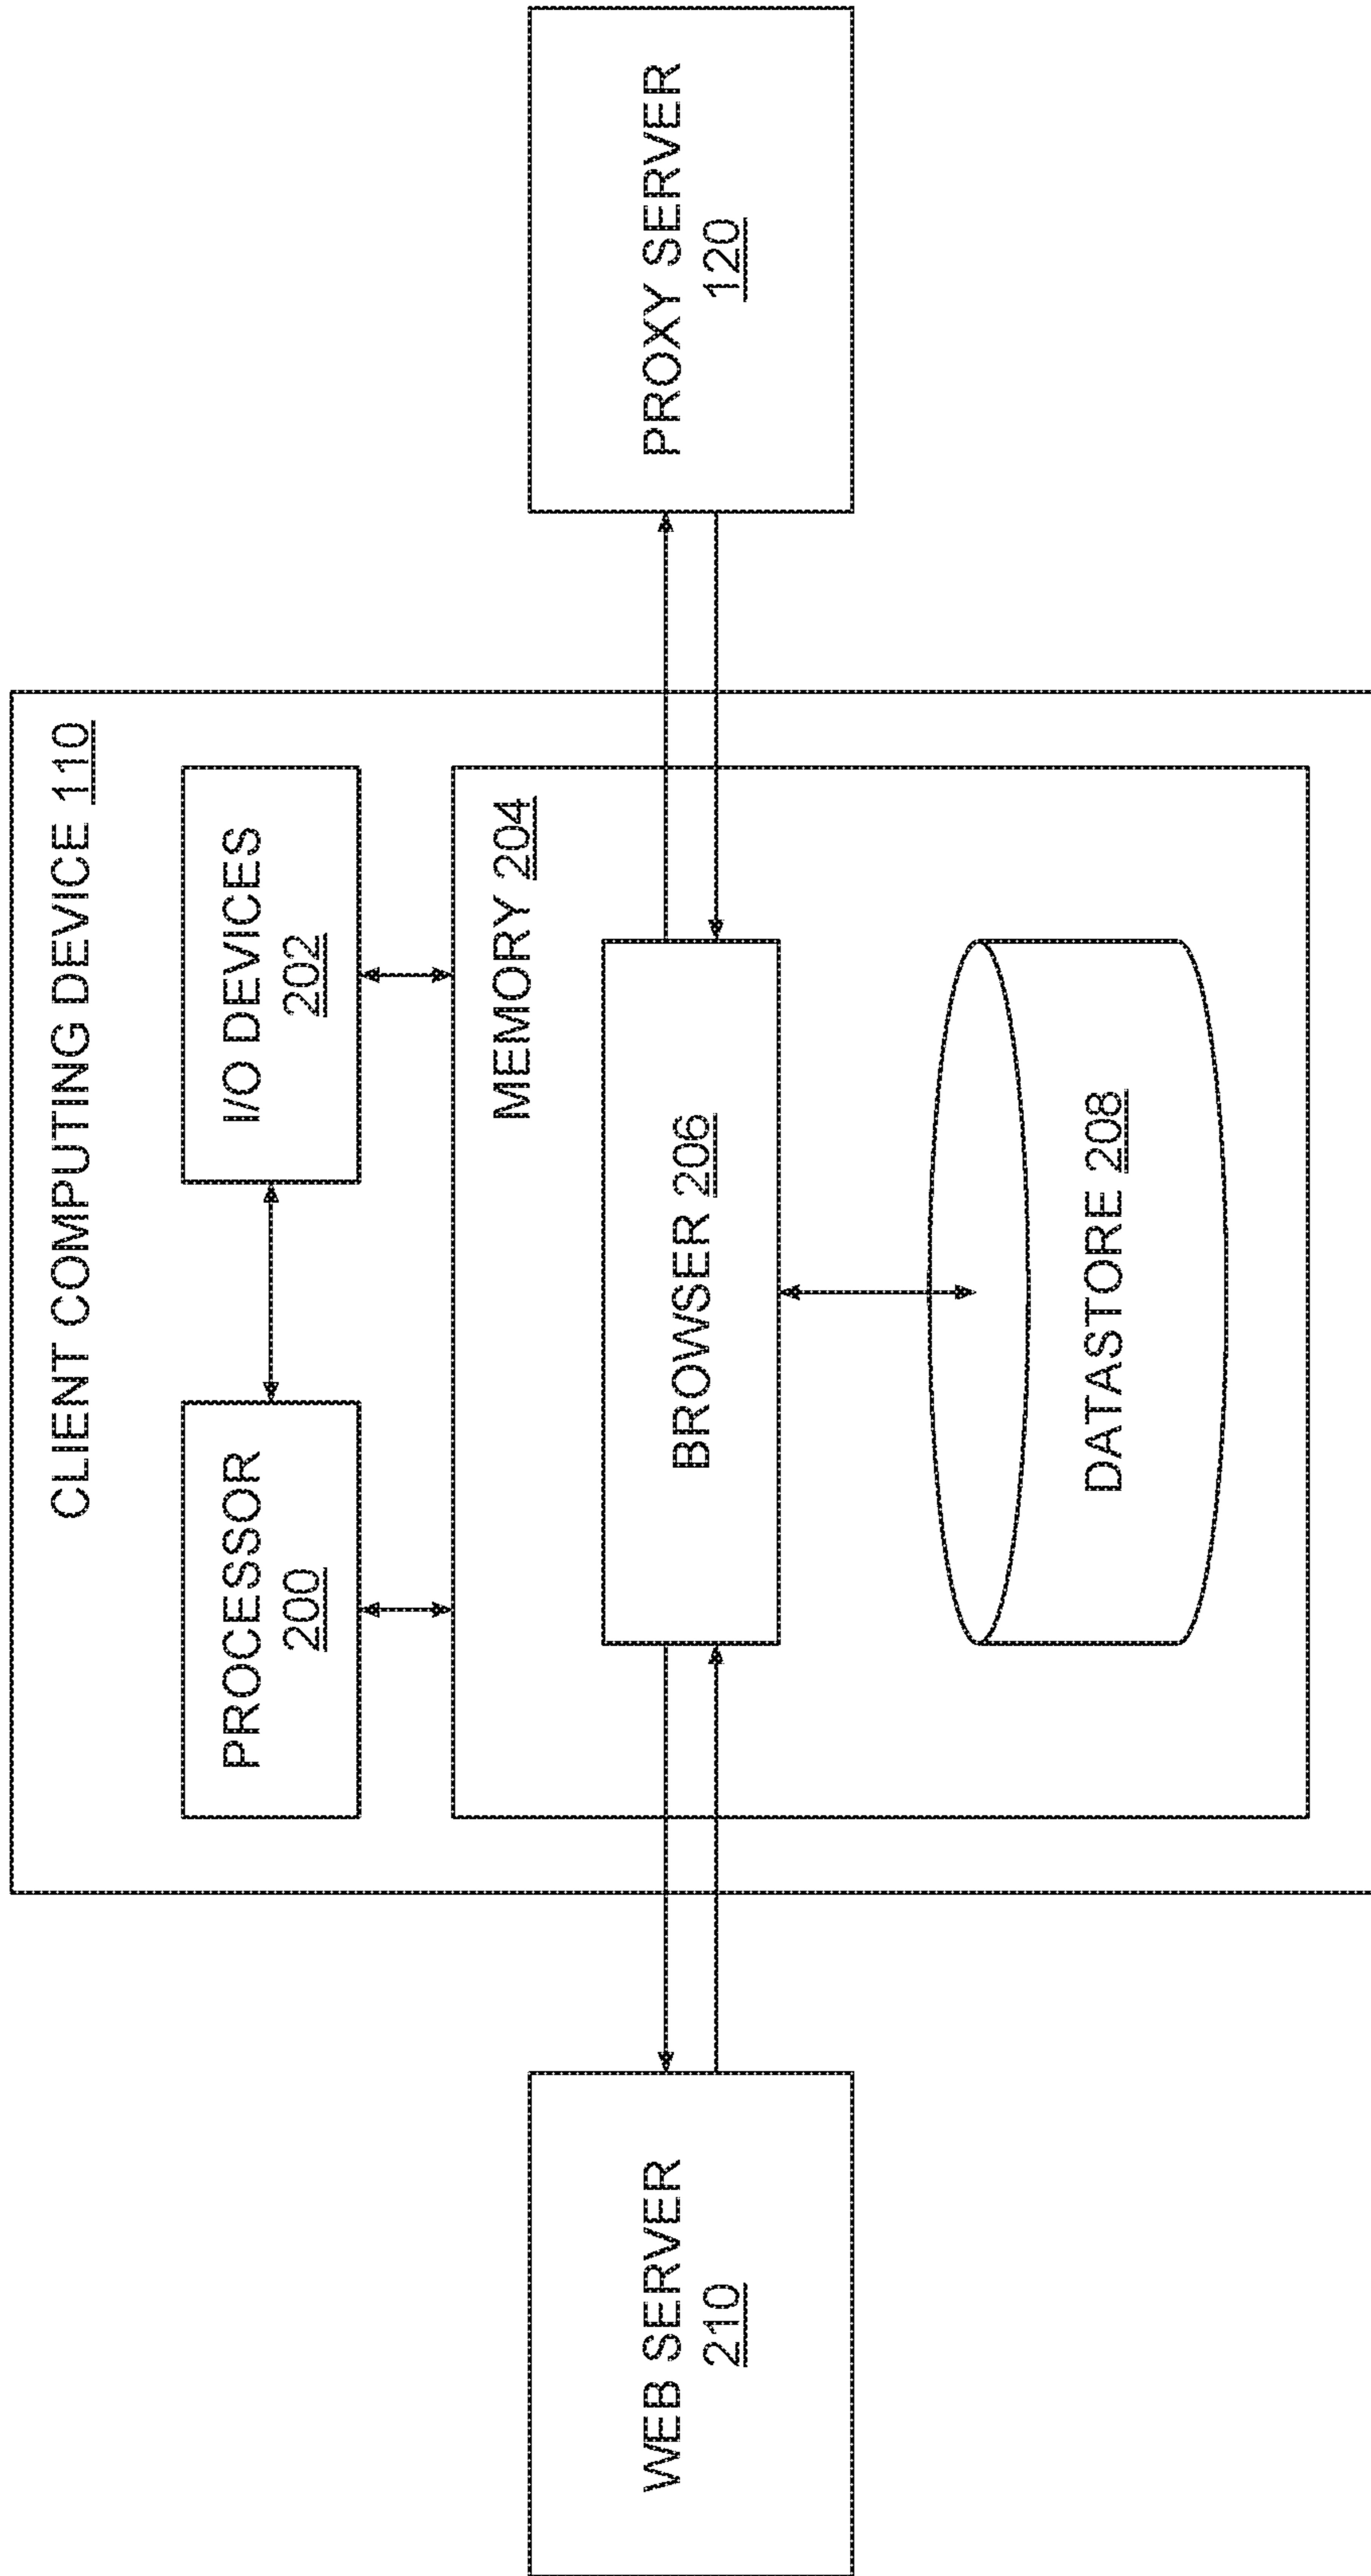 CLIENT COMPUTING DEVICE 110
PROCESSOR
200
I/O DEVICES
202
MEMORY 204
WEB SERVER
210
BROWSER 206
PROXY SERVER
120
DATASTORE 208